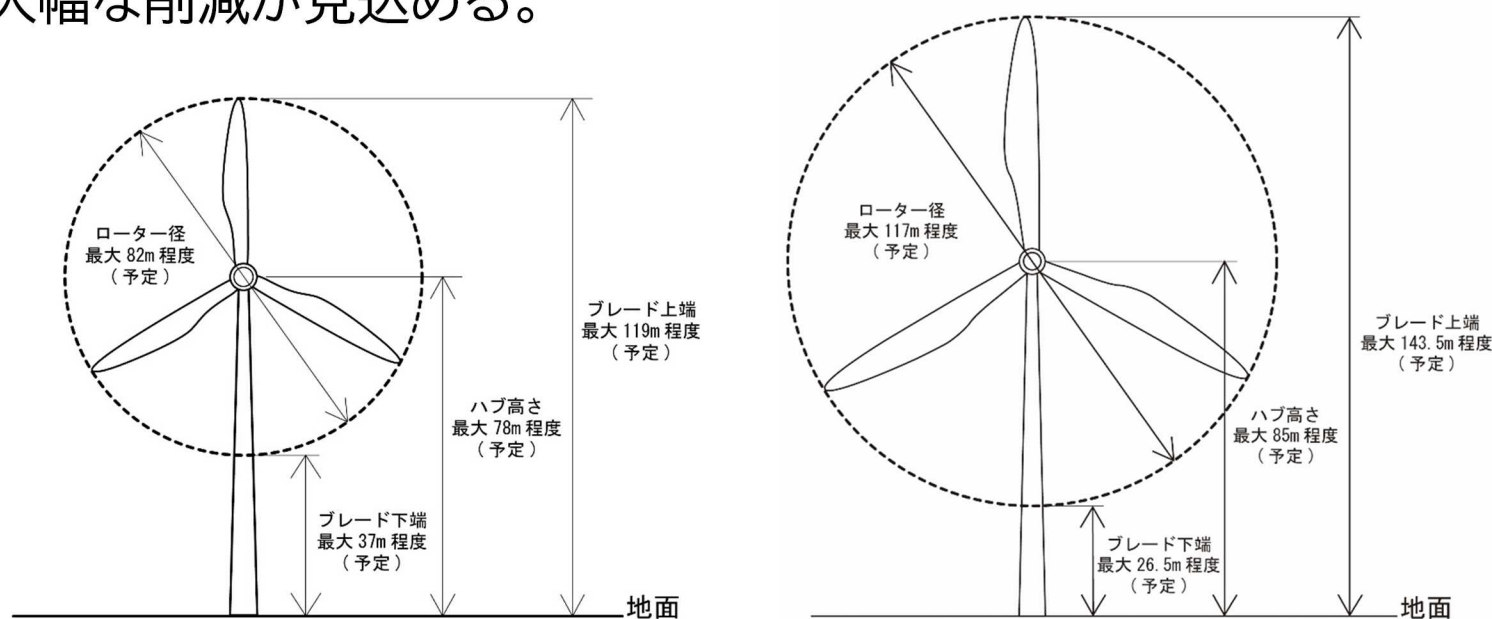 大幅な削減が見込める。
ローター径
最大 82m 程度
（予定）
ブレード上端
最大 119m 程度
（予定）
ハブ高さ
最大 78m 程度
（予定）
ブレード下端
最大 37m 程度
（予定）
地面
ローター径
最大 117m 程度
（予定）
ブレード上端
最大 143.5m 程度
（予定）
ハブ高さ
最大 85m 程度
（予定）
ブレード下端
最大 26.5m 程度
（予定）
地面